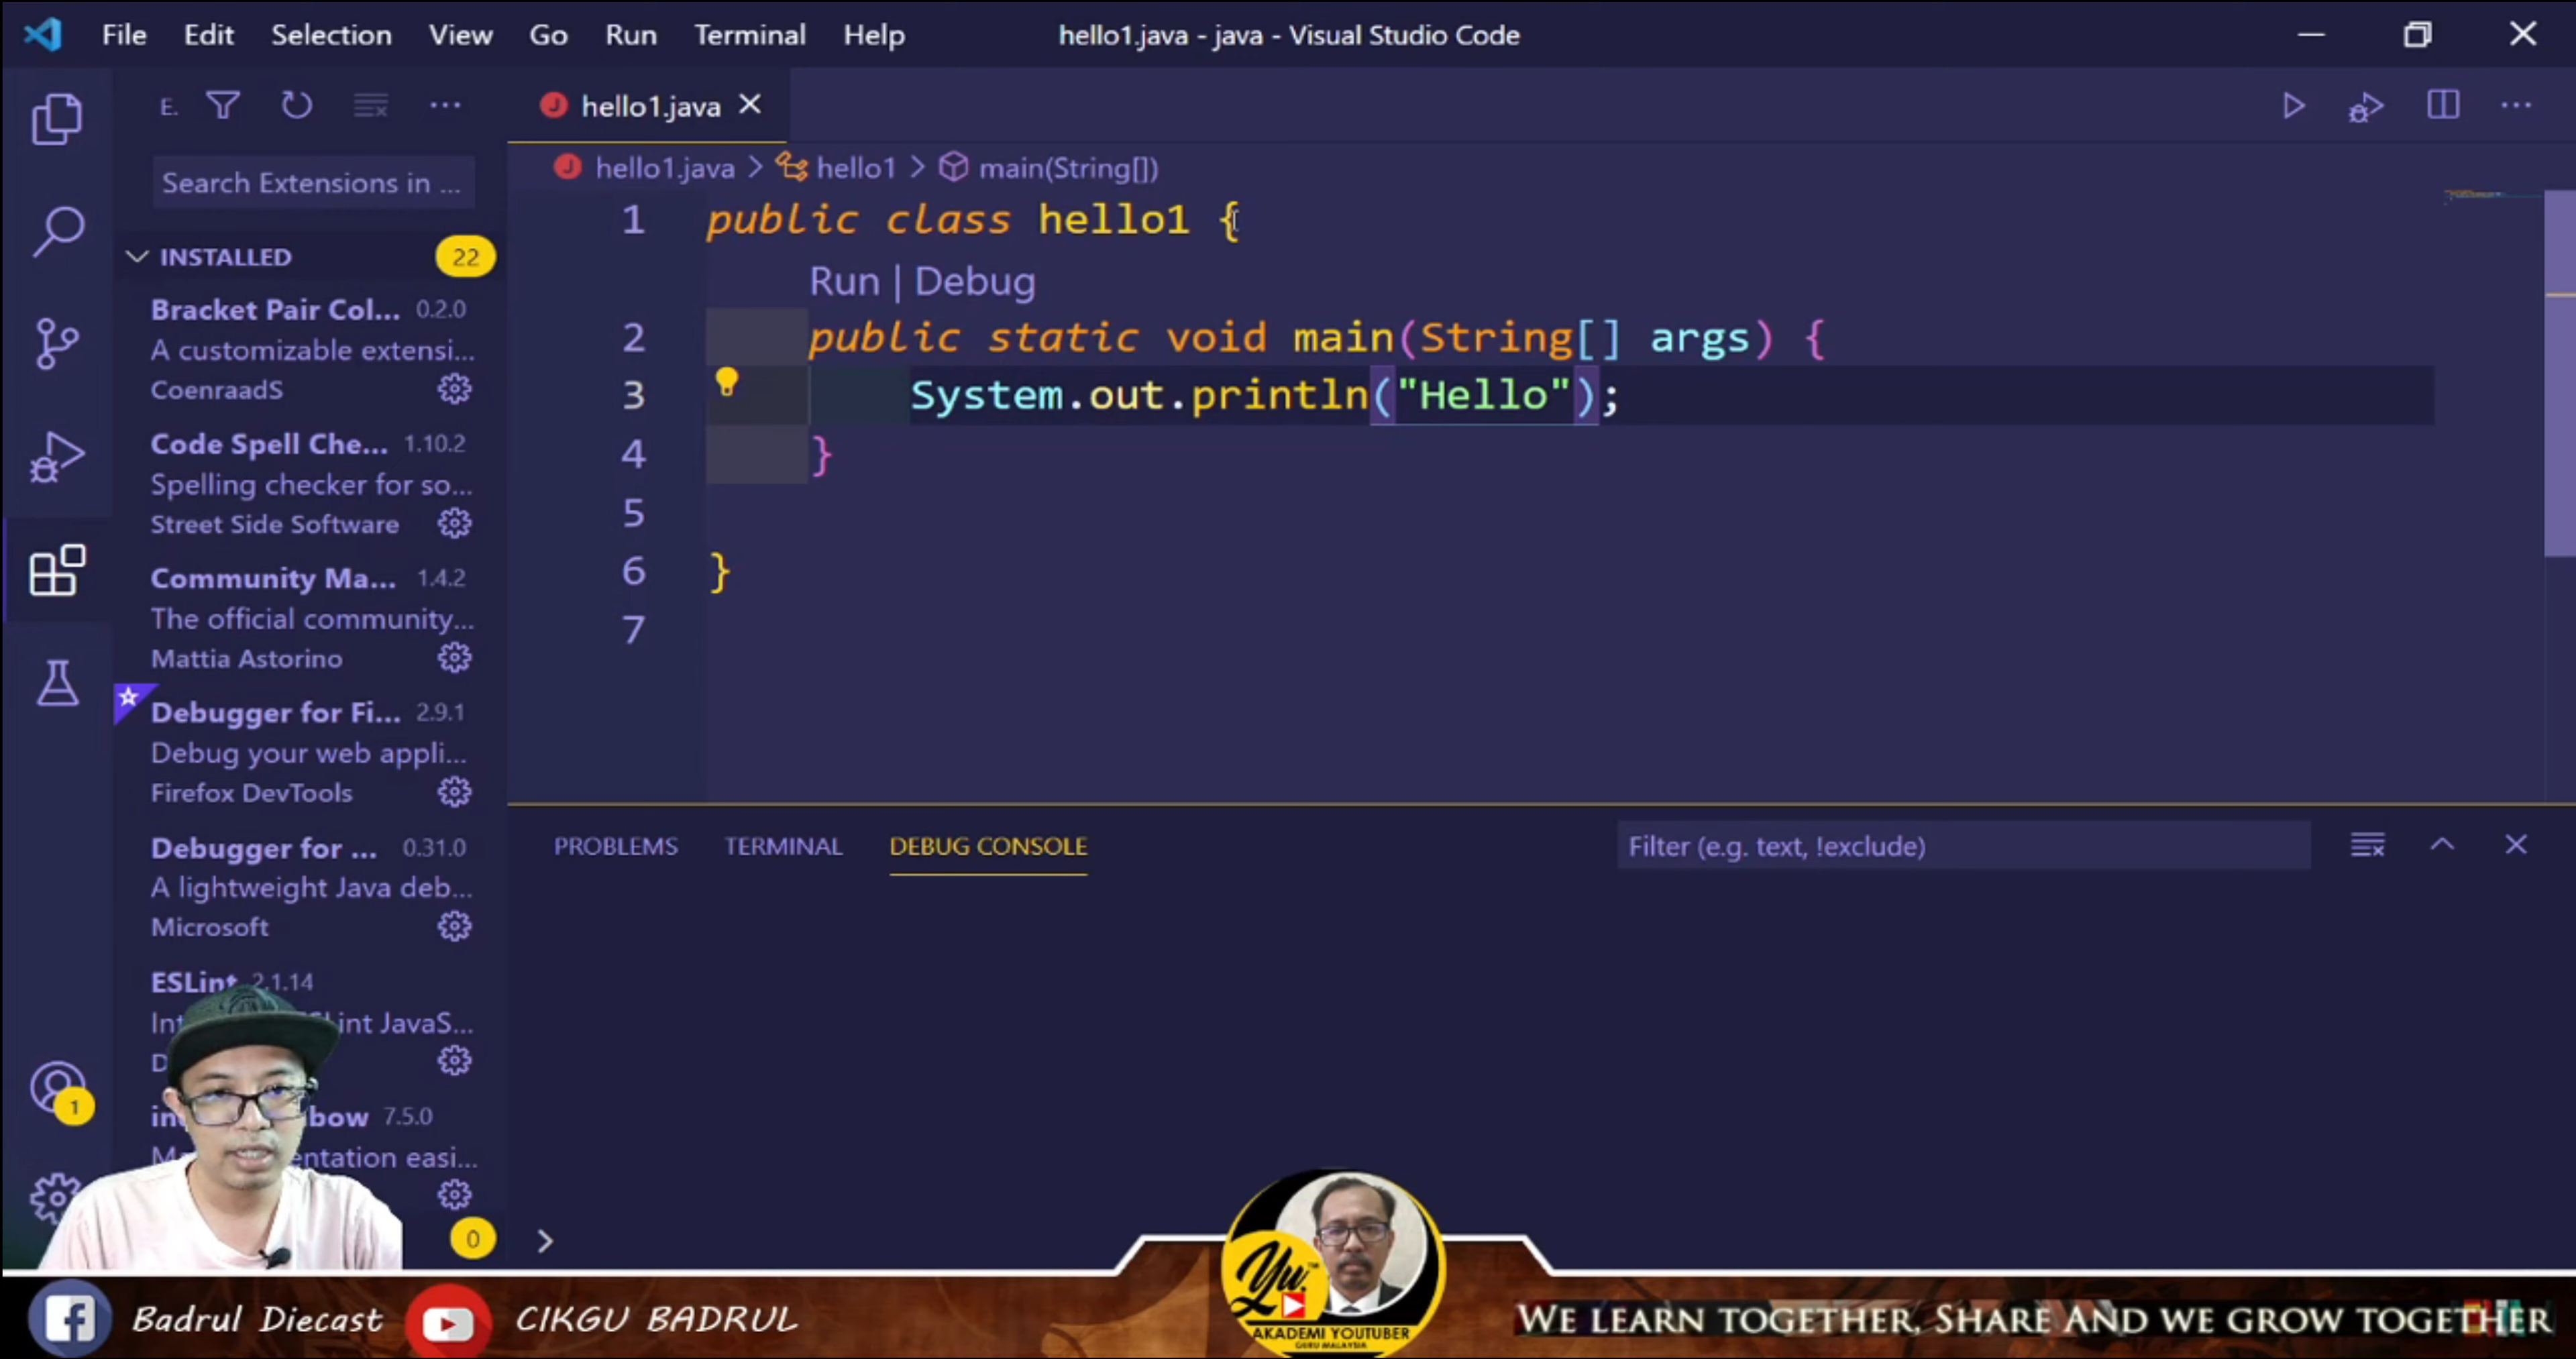 File Edit Selection View Go Run Terminal Help hello1.java - java - Visual Studio Code
E.
Search Extensions in ...
INSTALLED 22
Bracket Pair Col... 0.2.0
A customizable extensi...
CoenraadS
Code Spell Che... 1.10.2
Spelling checker for so...
Street Side Software
Community Ma... 1.4.2
The official community...
Mattia Astorino
Debugger for Fi... 2.9.1
Debug your web appli...
Firefox DevTools
Debugger for ... 0.31.0
A lightweight Java deb...
Microsoft
ESLint 2.1.14
JavaS...
7.5.0
easi...
1
0
hello1.java
hello1.java > hello1 > main(String[])
1 public class hello1 {
Run | Debug
2 public static void main(String[] args) {
3 System.out.println("Hello");
4 }
5
6 }
7
PROBLEMS TERMINAL DEBUG CONSOLE Filter (e.g. text, !exclude)
>
Badrul Diecast CIKGU BADRUL
Yu.
TM
AKADEMI YOUTUBER
GURU MALAYSIA
WE LEARN TOGETHER, SHARE AND WE GROW TOGETHER